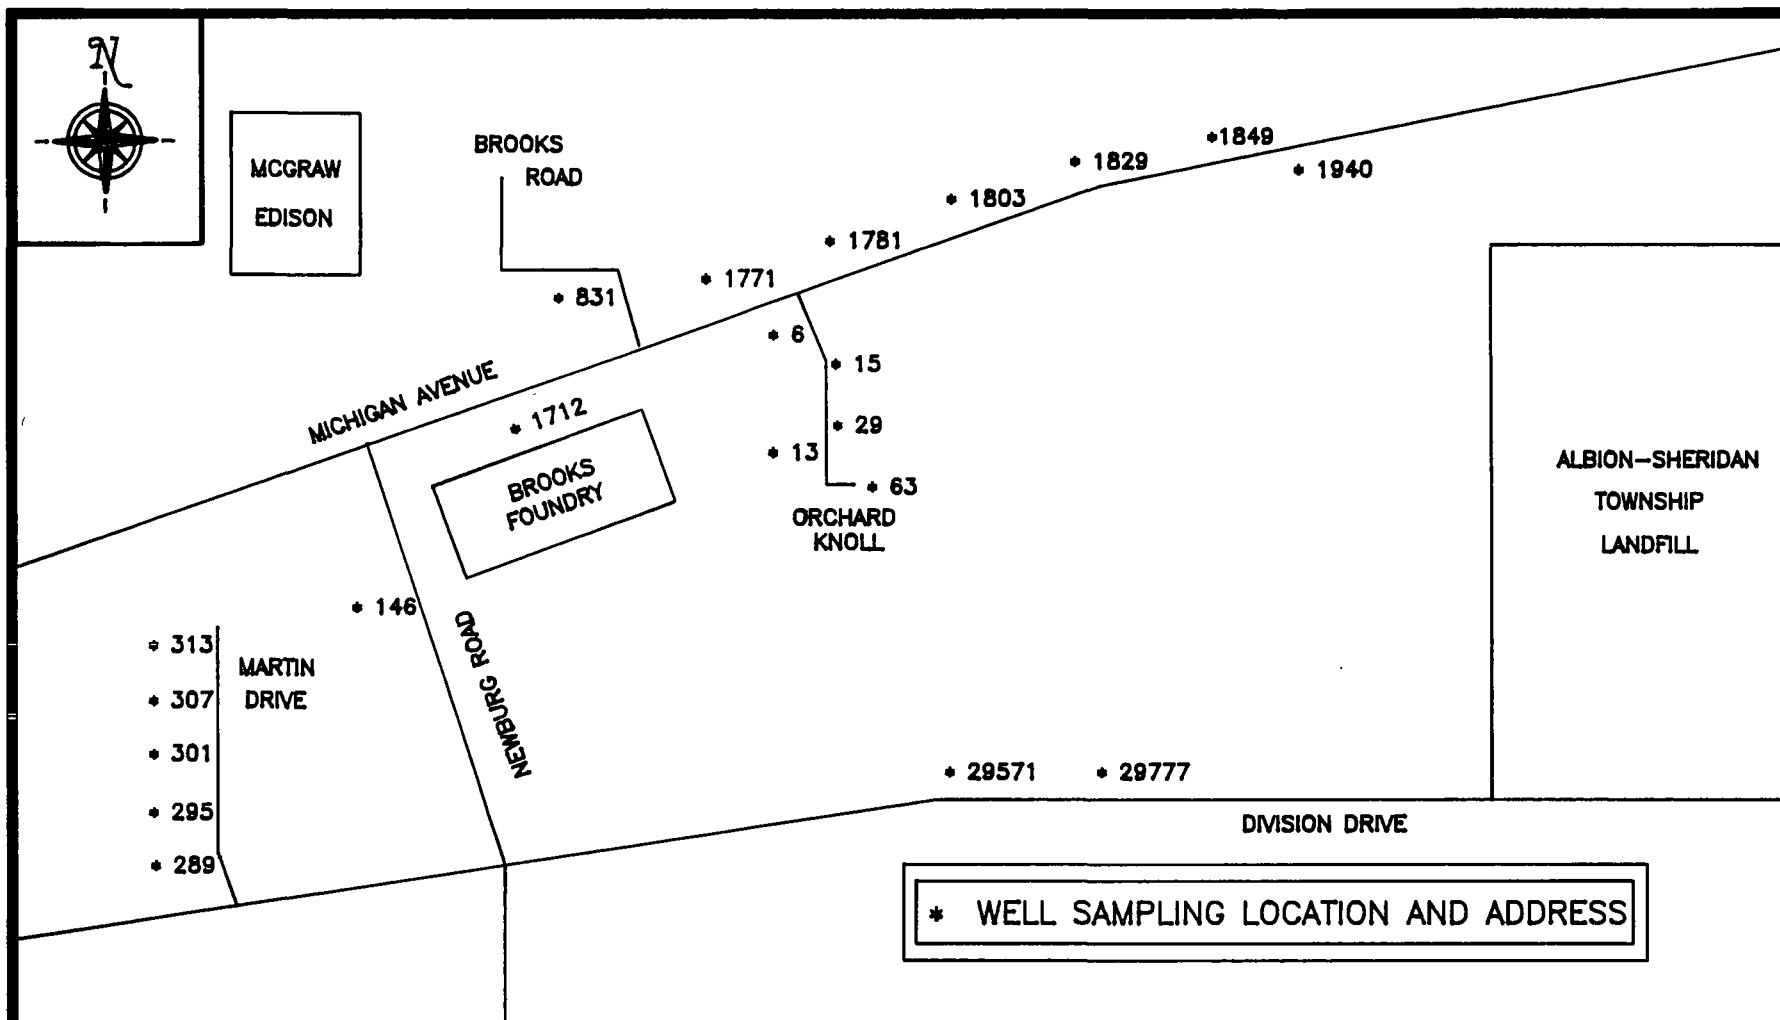 N
MCGRAW
EDISON
BROOKS
ROAD
* 831
* 1771
* 1781
* 1803
* 1829
*1849
* 1940
MICHIGAN AVENUE
* 1712
BROOKS
FOUNDRY
* 6
* 15
* 29
* 13
* 63
ORCHARD
KNOLL
ALBION-SHERIDAN
TOWNSHIP
LANDFILL
* 146
NEWBURG ROAD
* 313
* 307
* 301
* 295
* 289
MARTIN
DRIVE
* 29571
* 29777
DIVISION DRIVE
* WELL SAMPLING LOCATION AND ADDRESS